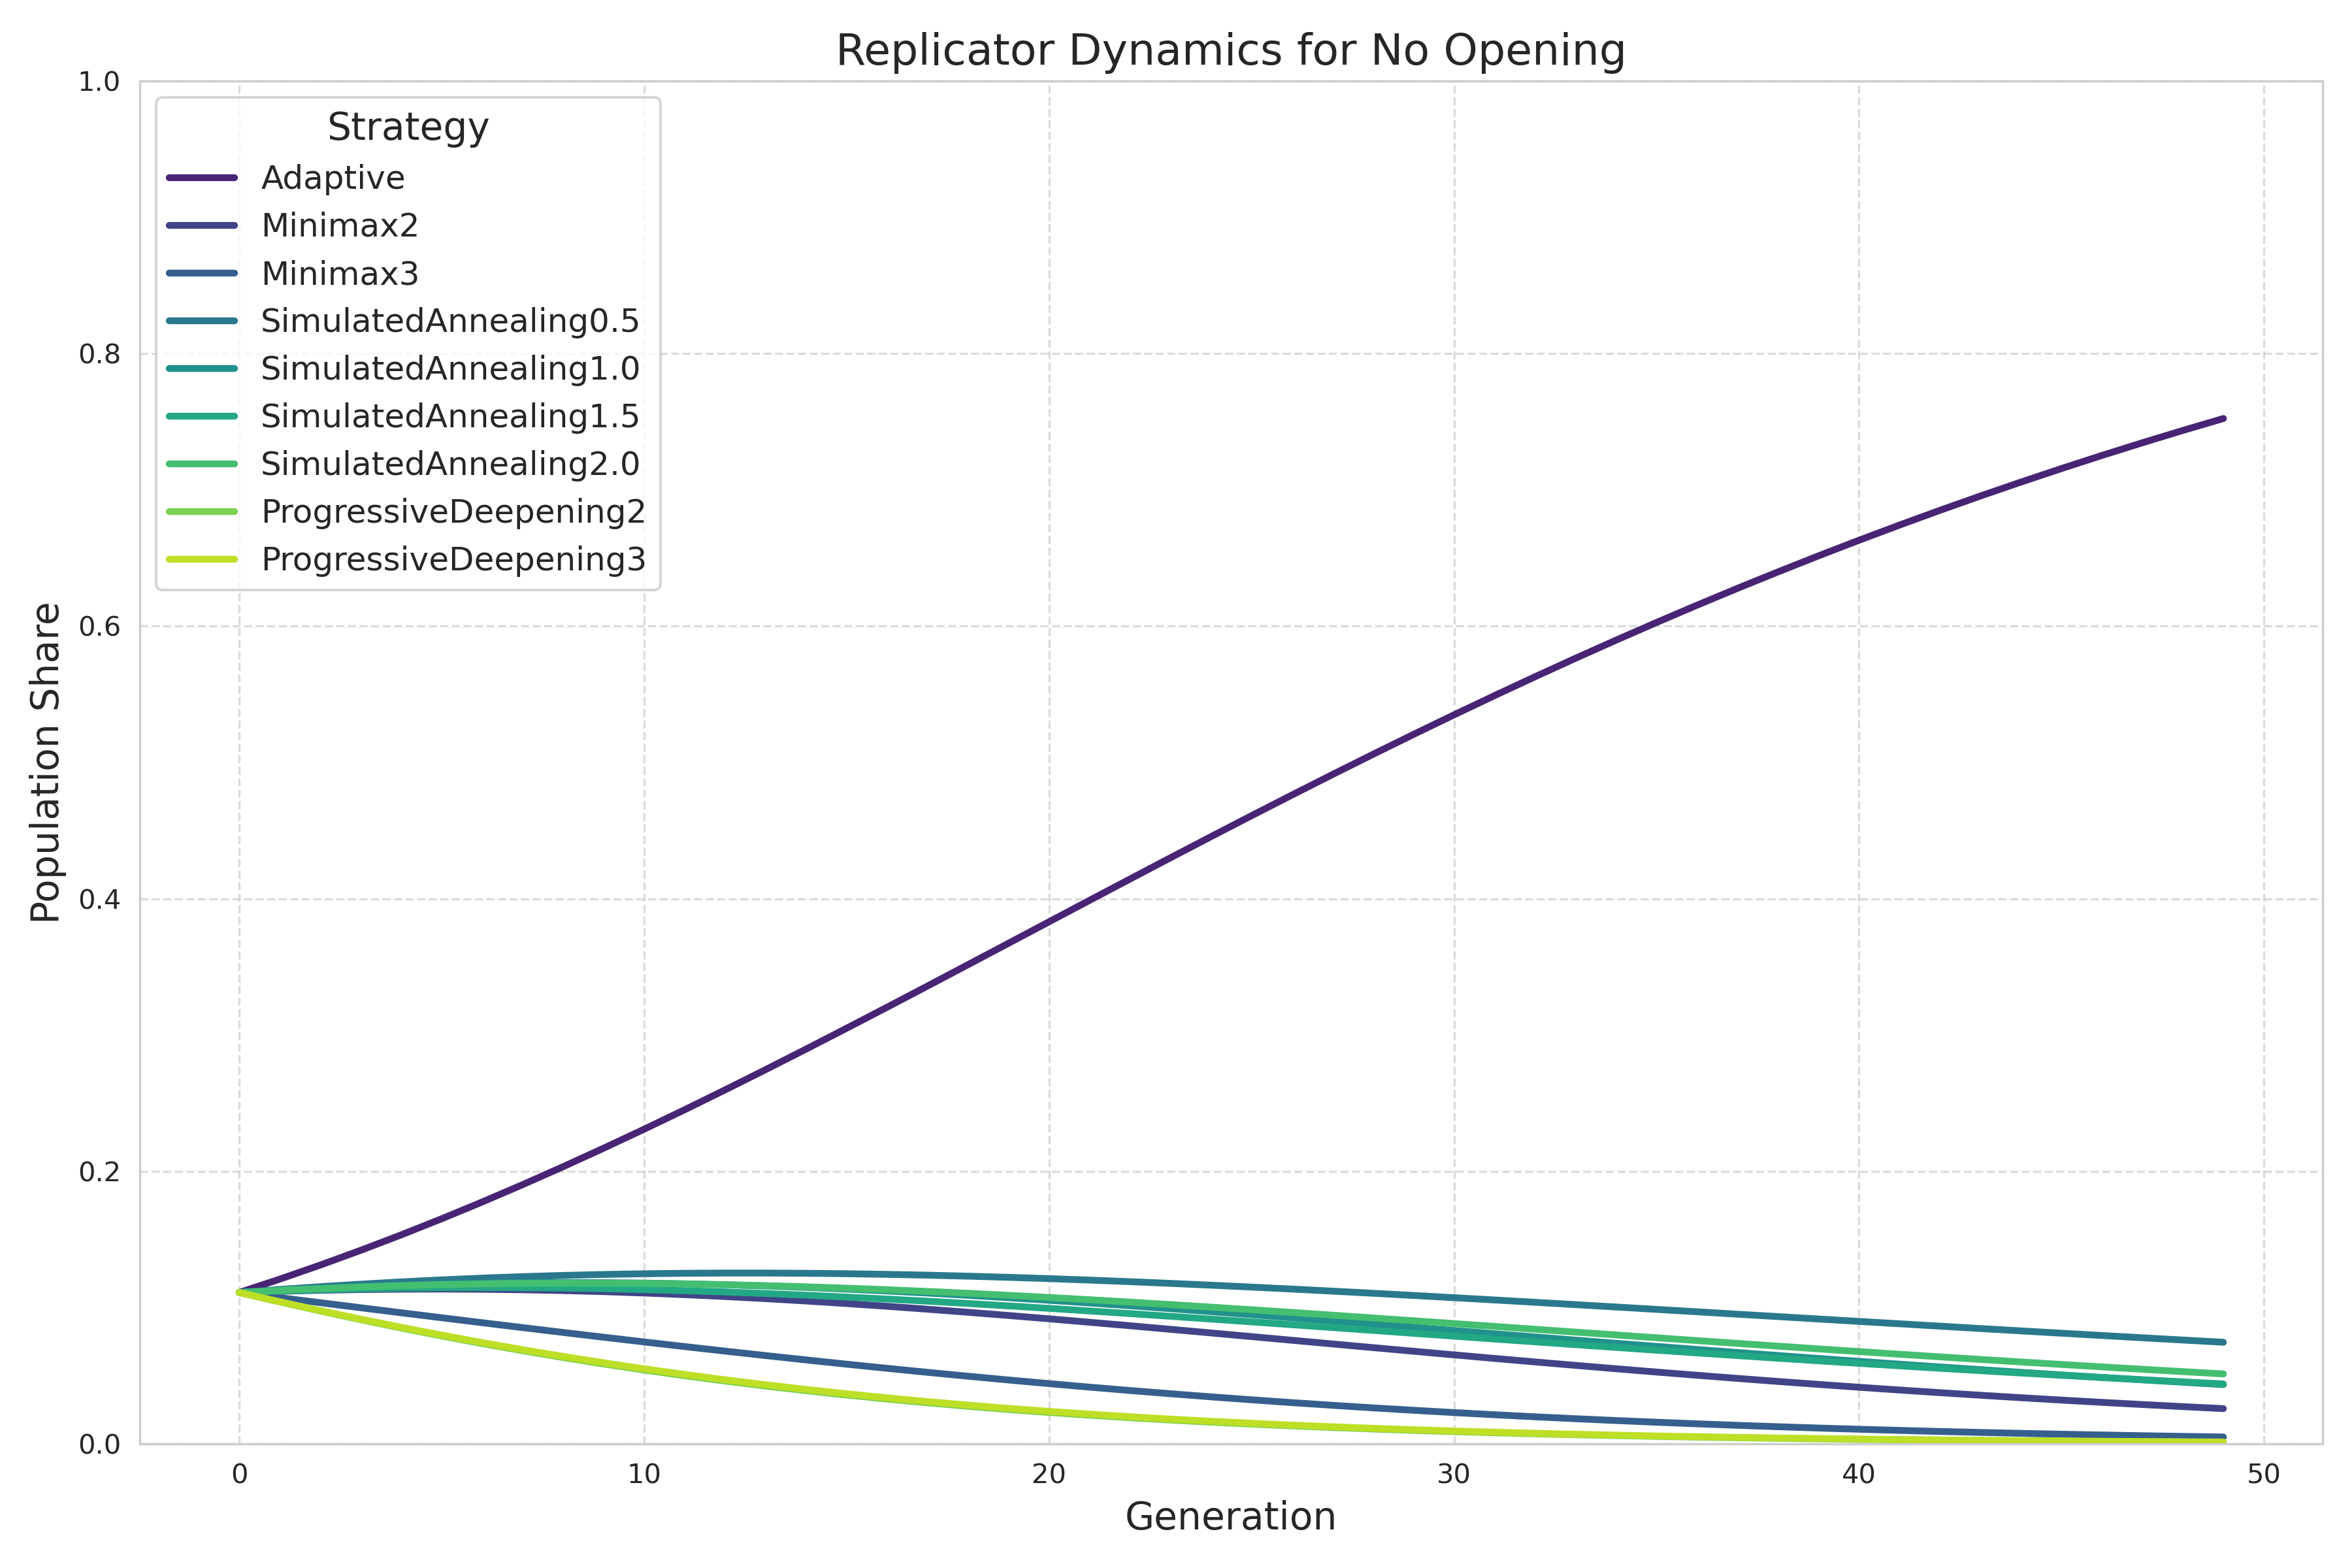 Replicator Dynamics for No Opening
1.0
0.8
0.6
0.4
0.2
0.0
Population Share
Strategy
Adaptive
Minimax2
Minimax3
SimulatedAnnealing0.5
SimulatedAnnealing1.0
SimulatedAnnealing1.5
SimulatedAnnealing2.0
ProgressiveDeepening2
ProgressiveDeepening3
0 10 20 30 40 50
Generation